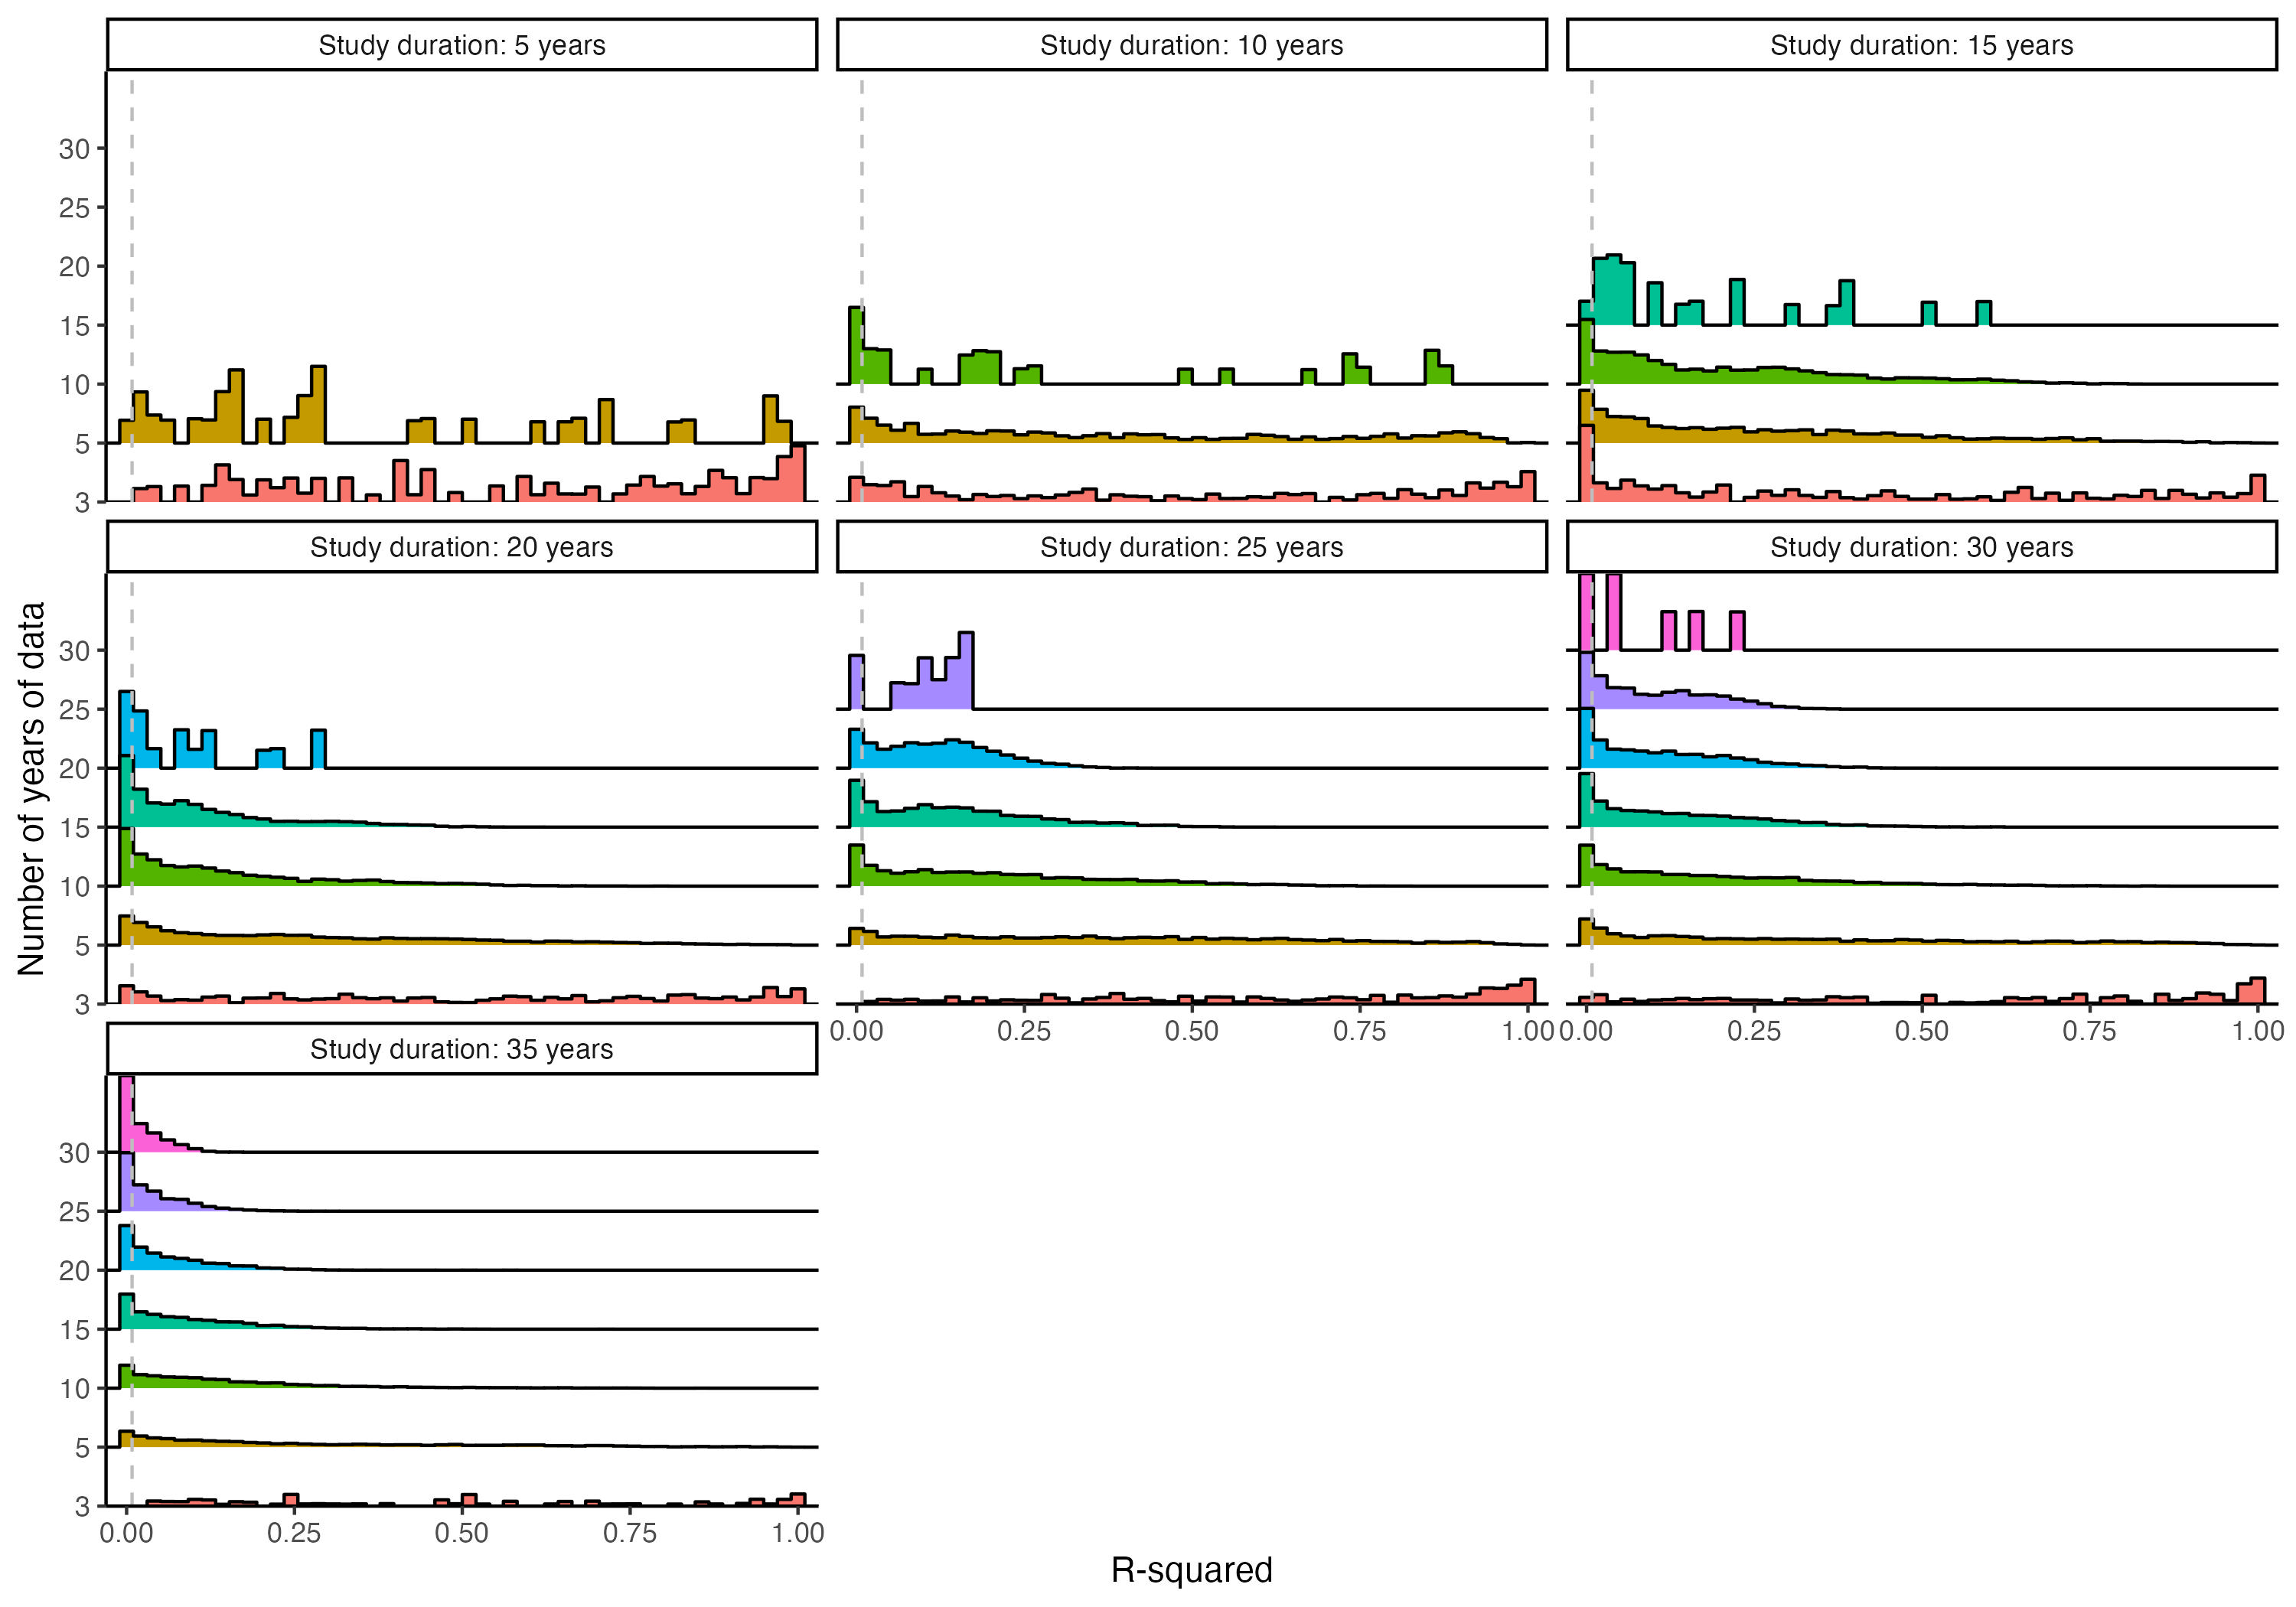 Study duration: 5 years
Study duration: 10 years
Study duration: 15 years
30
25
20
15
10
5
3
Study duration: 20 years
Study duration: 25 years
Study duration: 30 years
Number of years of data
30
25
20
15
10
5
3
0.00 0.25 0.50 0.75 1.00
0.00 0.25 0.50 0.75 1.00
Study duration: 35 years
30
25
20
15
10
5
3
0.00 0.25 0.50 0.75 1.00
R-squared